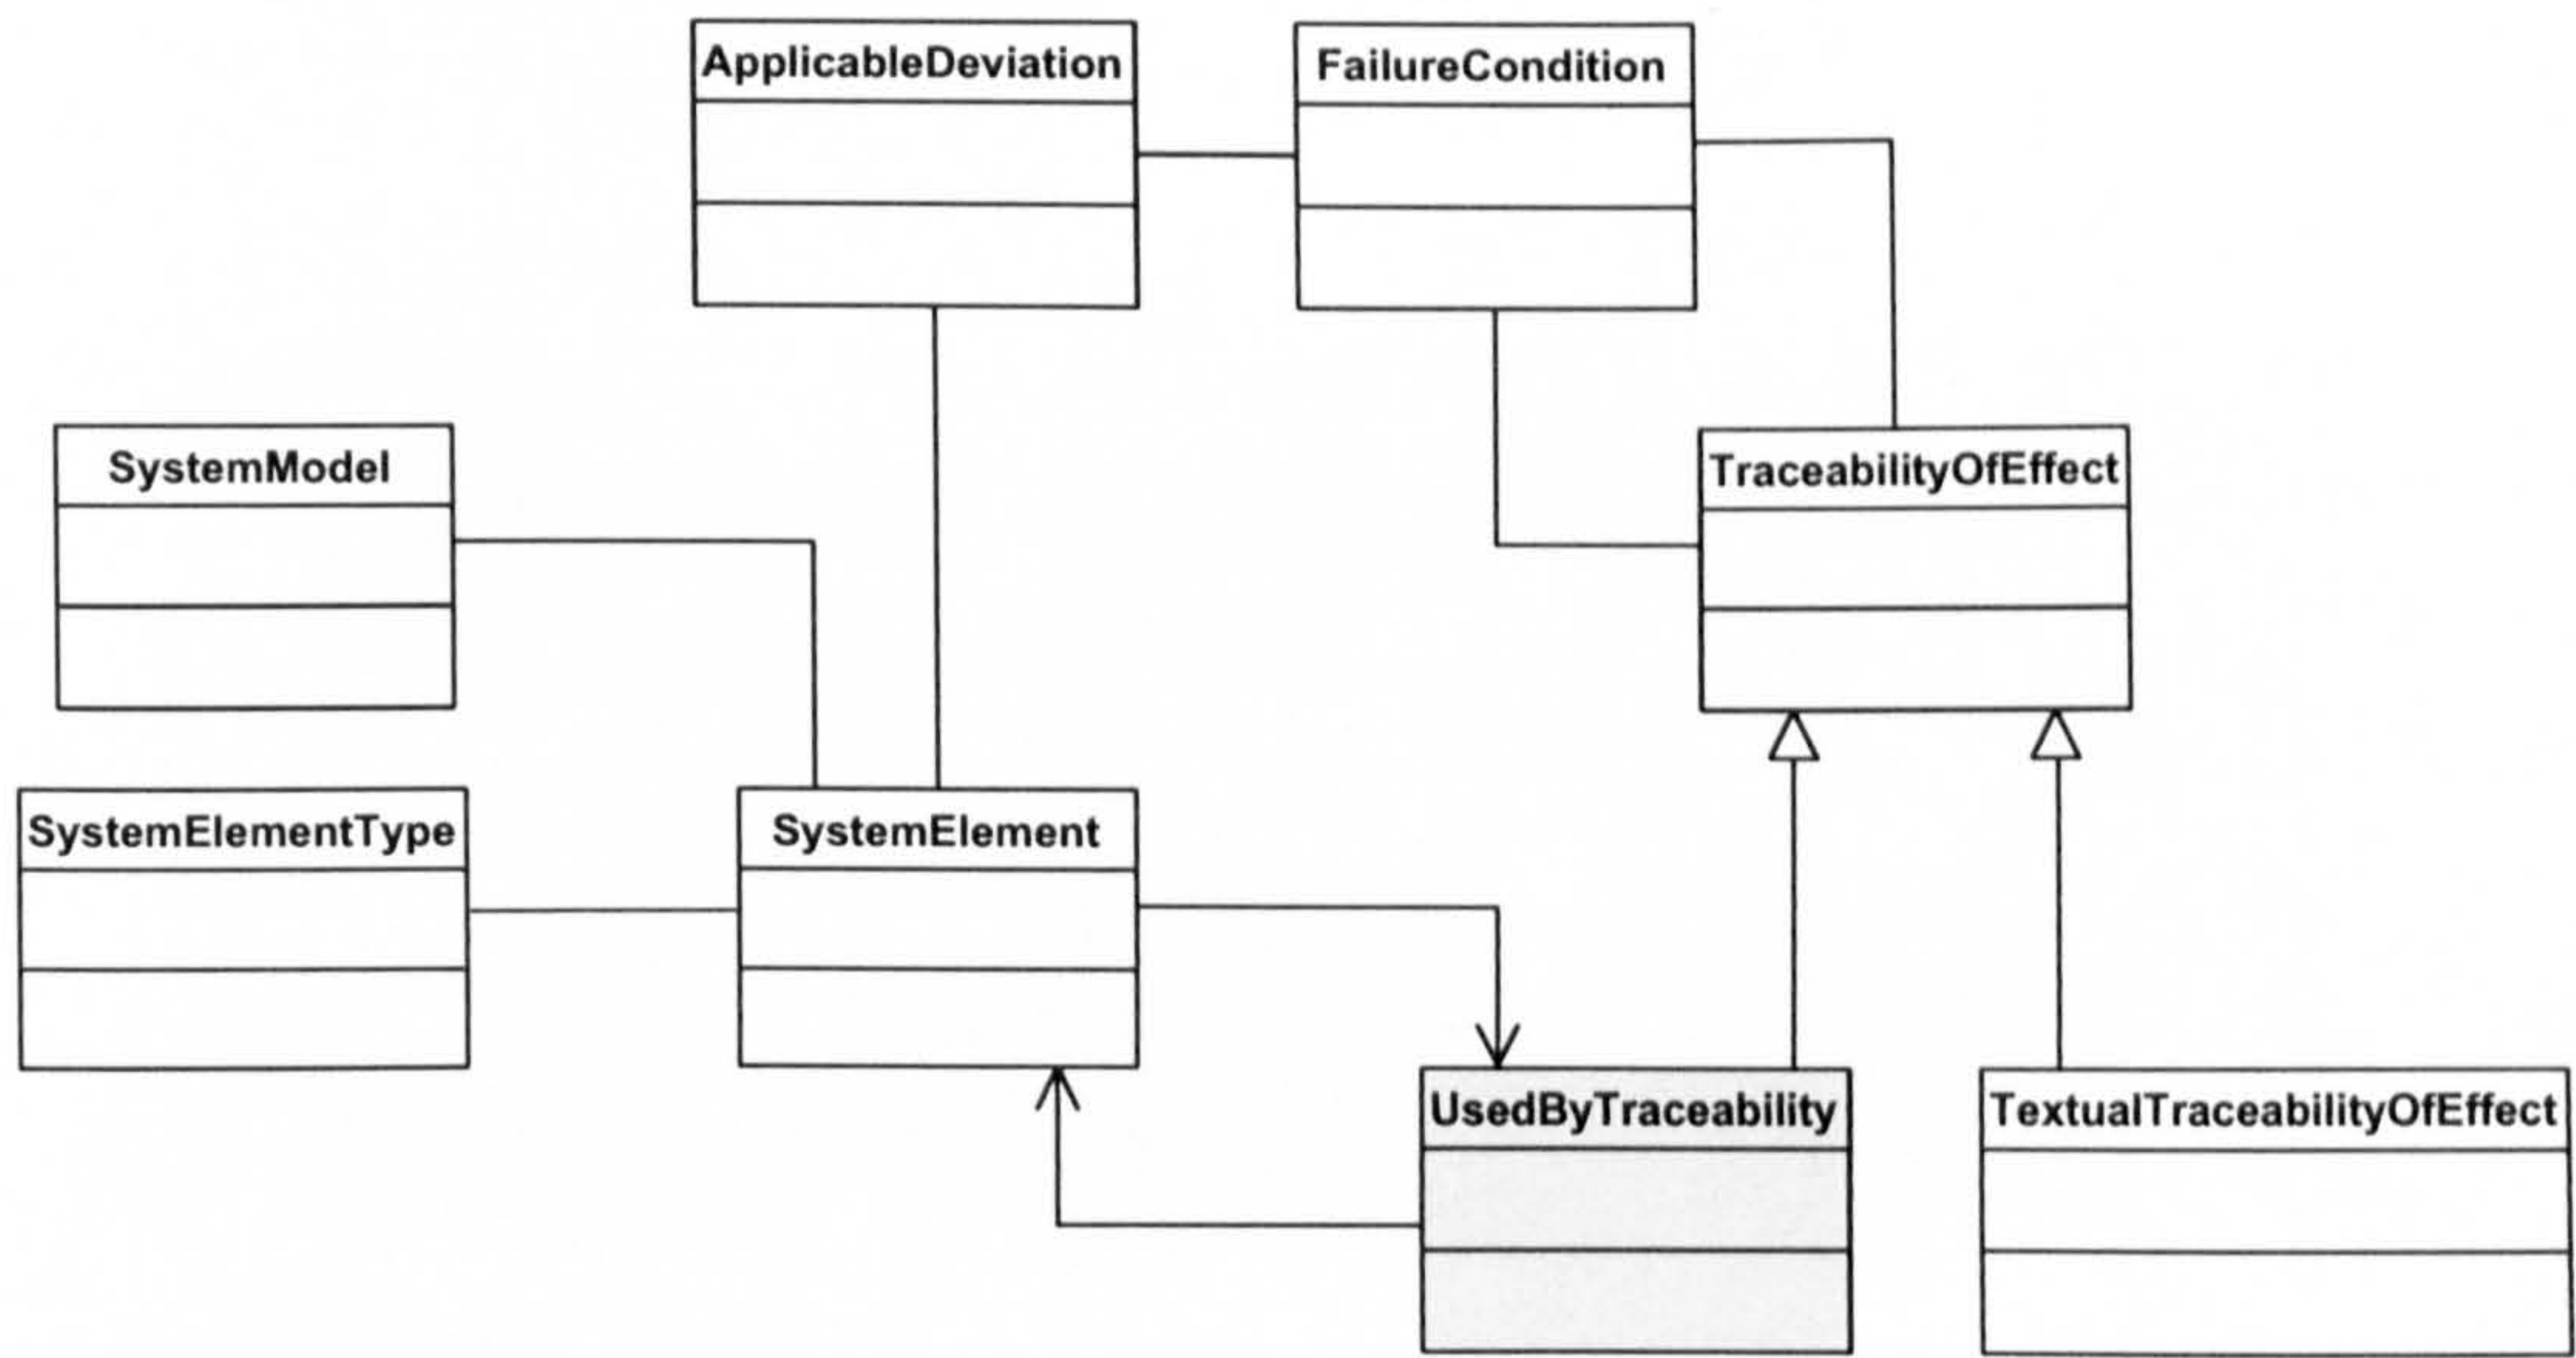 ApplicableDeviation
FailureCondition
SystemModel
TraceabilityOfEffect
SystemElementType
SystemElement
UsedByTraceability
TextualTraceabilityOfEffect